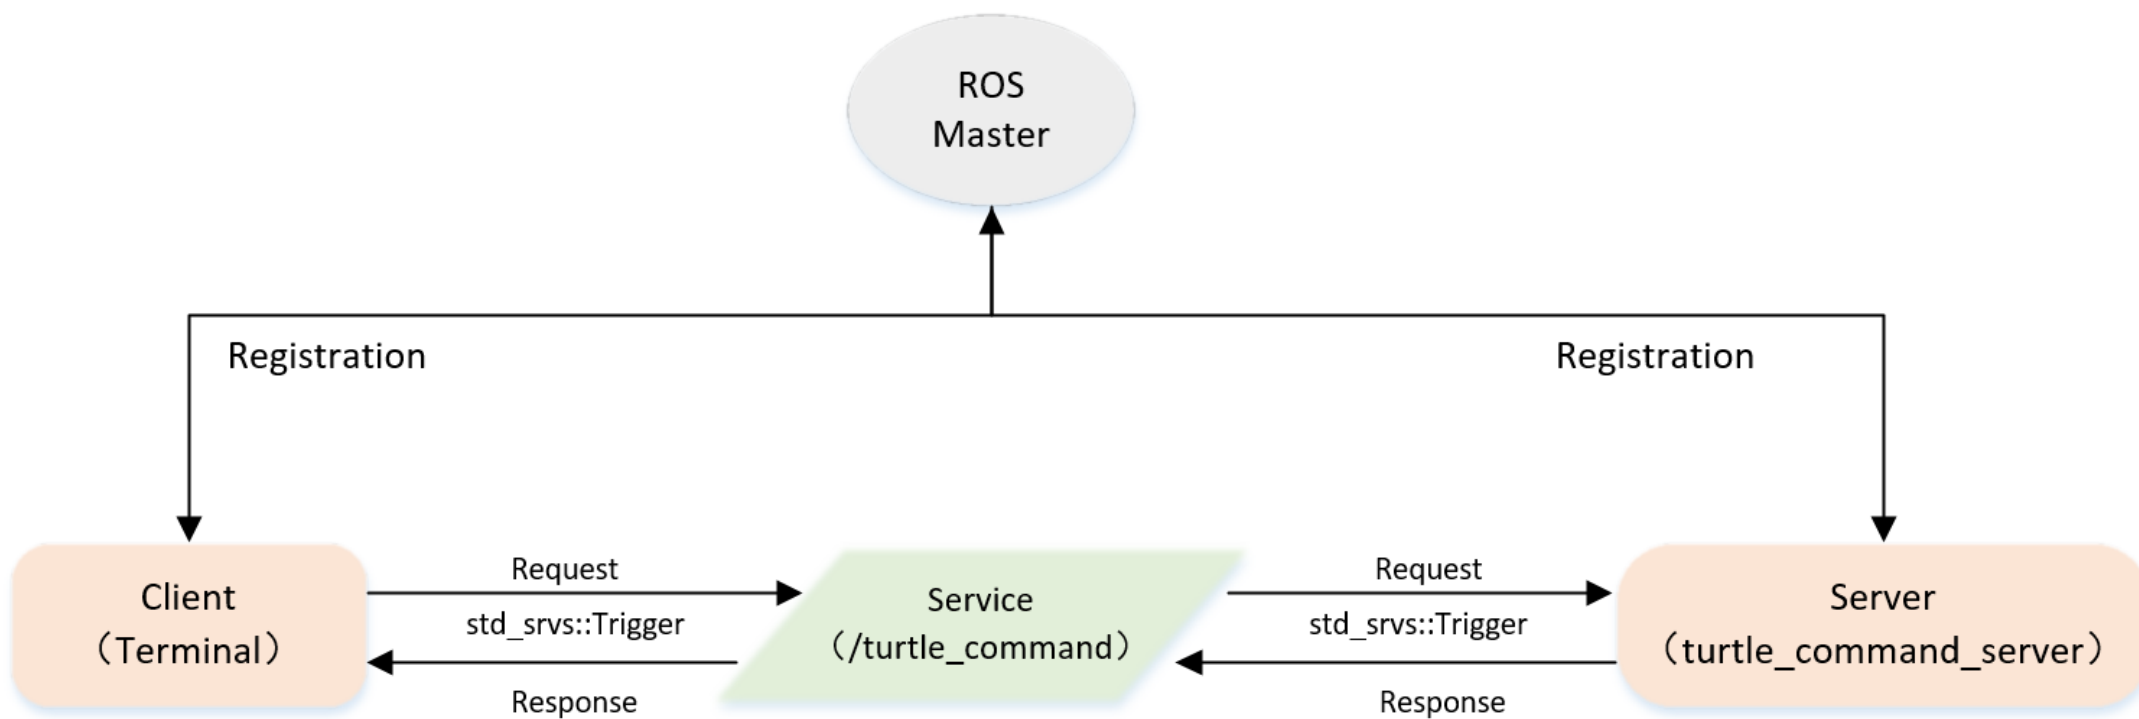 ROS
Master
Registration
Registration
Client
（Terminal）
Request
std_srvs::Trigger
Response
Service
（/turtle_command）
Request
std_srvs::Trigger
Response
Server
（turtle_command_server）